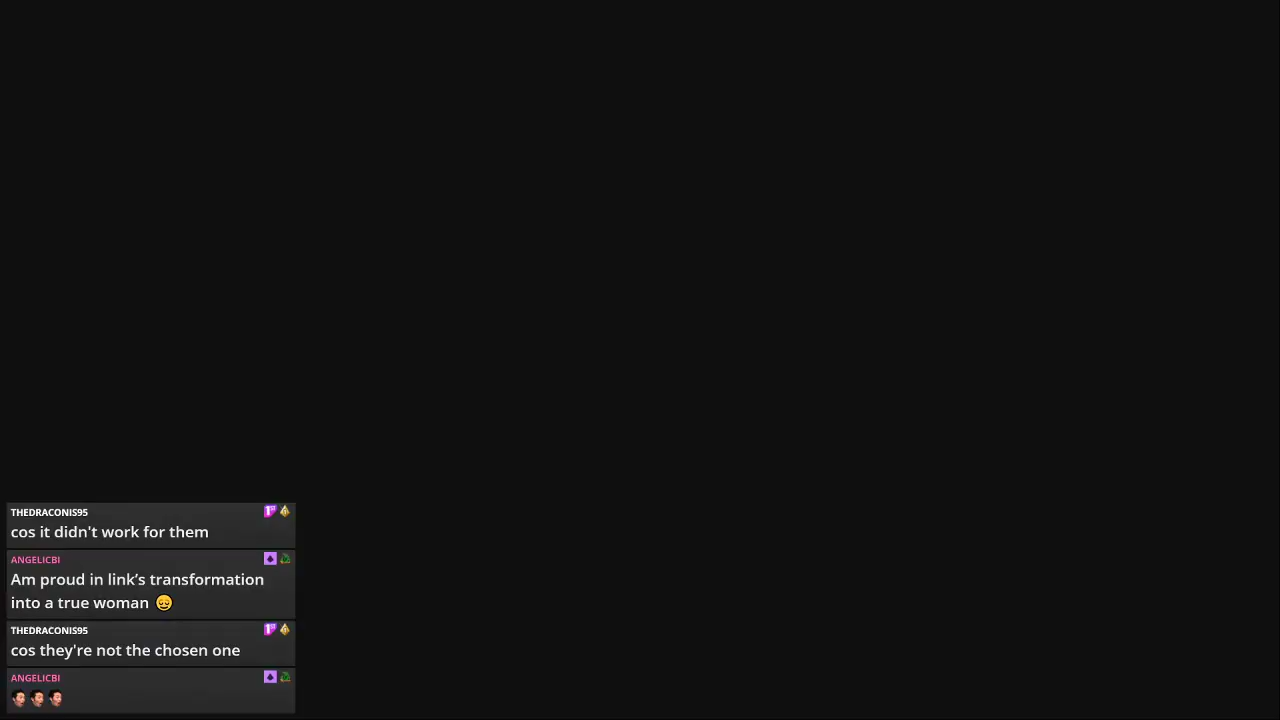 THEDRACONIS95
cos it didn't work for them
ANGELICBI
Am proud in link’s transformation
into a true woman
THEDRACONIS95
cos they're not the chosen one
ANGELICBI